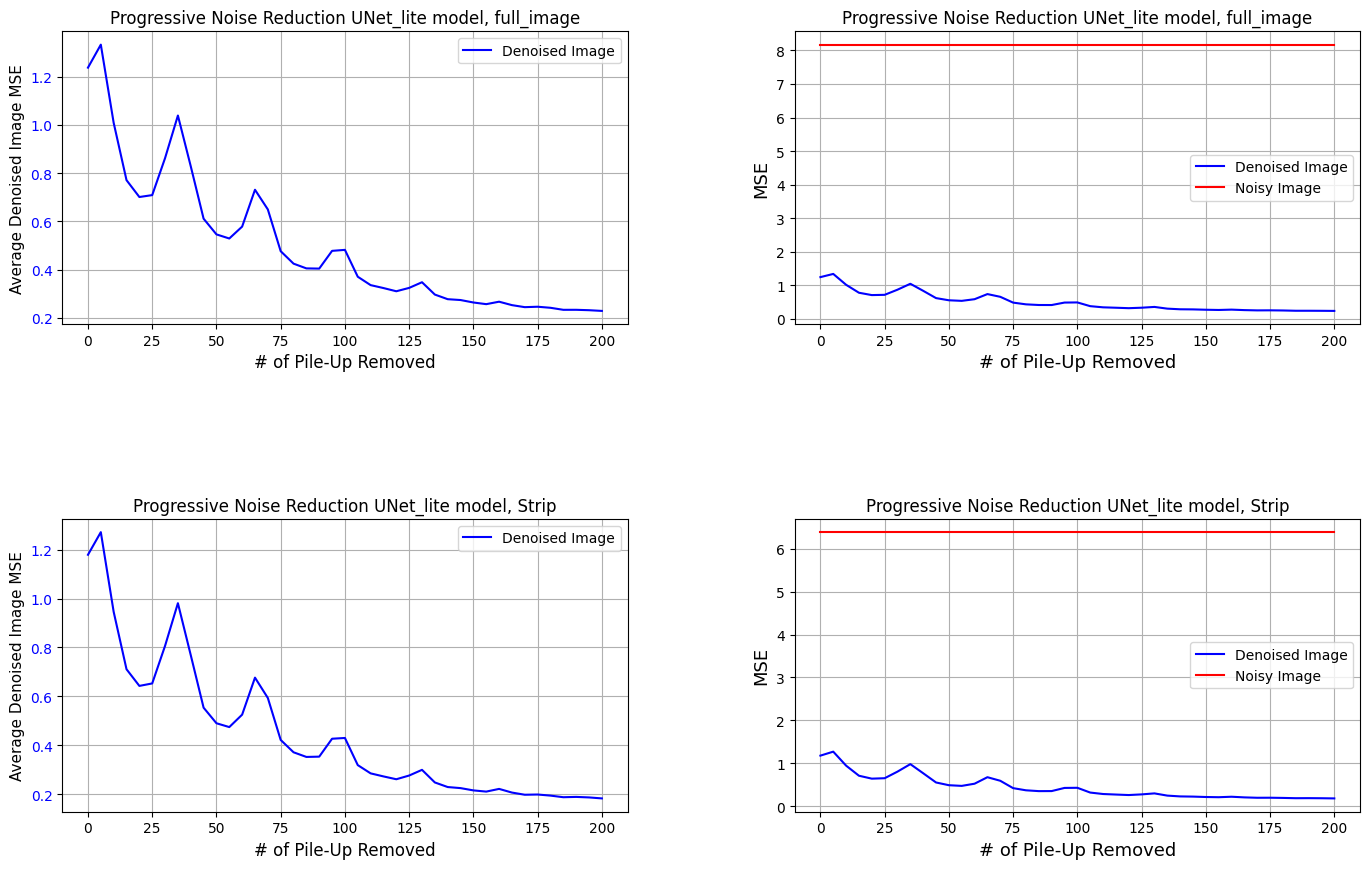 Progressive Noise Reduction UNet_lite model, full_image
Average Denoised Image MSE
1.2
1.0
0.8
0.6
0.4
0.2
Denoised Image
0 25 50 75 100 125 150 175 200
# of Pile-Up Removed
Progressive Noise Reduction UNet_lite model, full_image
MSE
8
7
6
5
4
3
2
1
0
Denoised Image
Noisy Image
0 25 50 75 100 125 150 175 200
# of Pile-Up Removed
Progressive Noise Reduction UNet_lite model, Strip
Average Denoised Image MSE
1.2
1.0
0.8
0.6
0.4
0.2
Denoised Image
0 25 50 75 100 125 150 175 200
# of Pile-Up Removed
Progressive Noise Reduction UNet_lite model, Strip
MSE
6
5
4
3
2
1
0
Denoised Image
Noisy Image
0 25 50 75 100 125 150 175 200
# of Pile-Up Removed